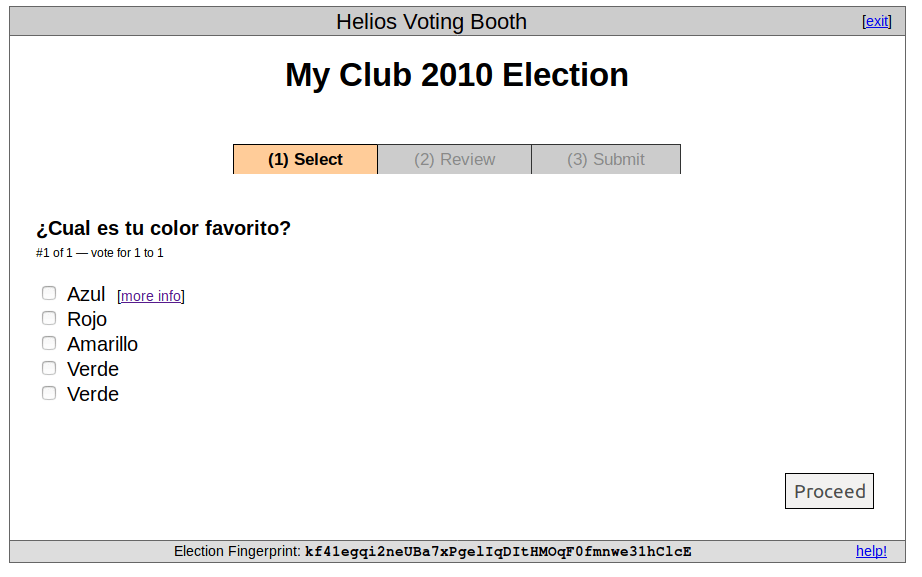 Helios Voting Booth [exit]
My Club 2010 Election
(1) Select (2) Review (3) Submit
¿Cual es tu color favorito?
#1 of 1 — vote for 1 to 1
Azul [more info]
Rojo
Amarillo
Verde
Verde
Proceed
Election Fingerprint: kf41egqi2neUBa7xPgelIqDItHMOqF0fmnwe31hClcE help!